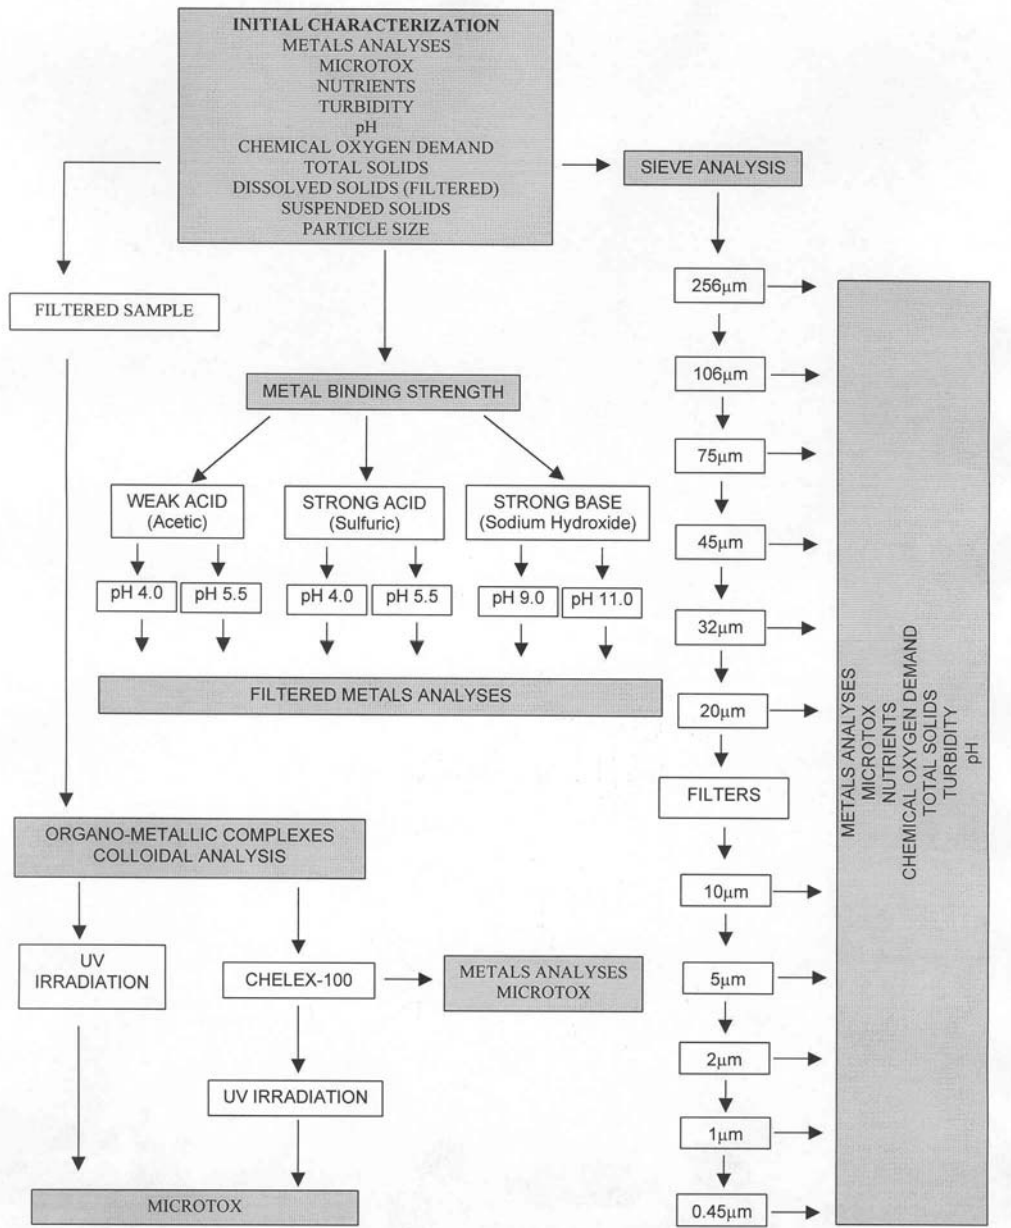 INITIAL CHARACTERIZATION
METALS ANALYSES
MICROTOX
NUTRIENTS
TURBIDITY
pH
CHEMICAL OXYGEN DEMAND
TOTAL SOLIDS
DISSOLVED SOLIDS (FILTERED)
SUSPENDED SOLIDS
PARTICLE SIZE
FILTERED SAMPLE
METAL BINDING STRENGTH
WEAK ACID
(Acetic)
STRONG ACID
(Sulfuric)
STRONG BASE
(Sodium Hydroxide)
pH 4.0
pH 5.5
pH 4.0
pH 5.5
pH 9.0
pH 11.0
FILTERED METALS ANALYSES
ORGANO-METALLIC COMPLEXES
COLLOIDAL ANALYSIS
UV
IRRADIATION
CHELEX-100
METALS ANALYSES
MICROTOX
UV IRRADIATION
MICROTOX
SIEVE ANALYSIS
256μm
106μm
75μm
45μm
32μm
20μm
FILTERS
10μm
5μm
2μm
1μm
0.45μm
METALS ANALYSES
MICROTOX
NUTRIENTS
CHEMICAL OXYGEN DEMAND
TOTAL SOLIDS
TURBIDITY
pH